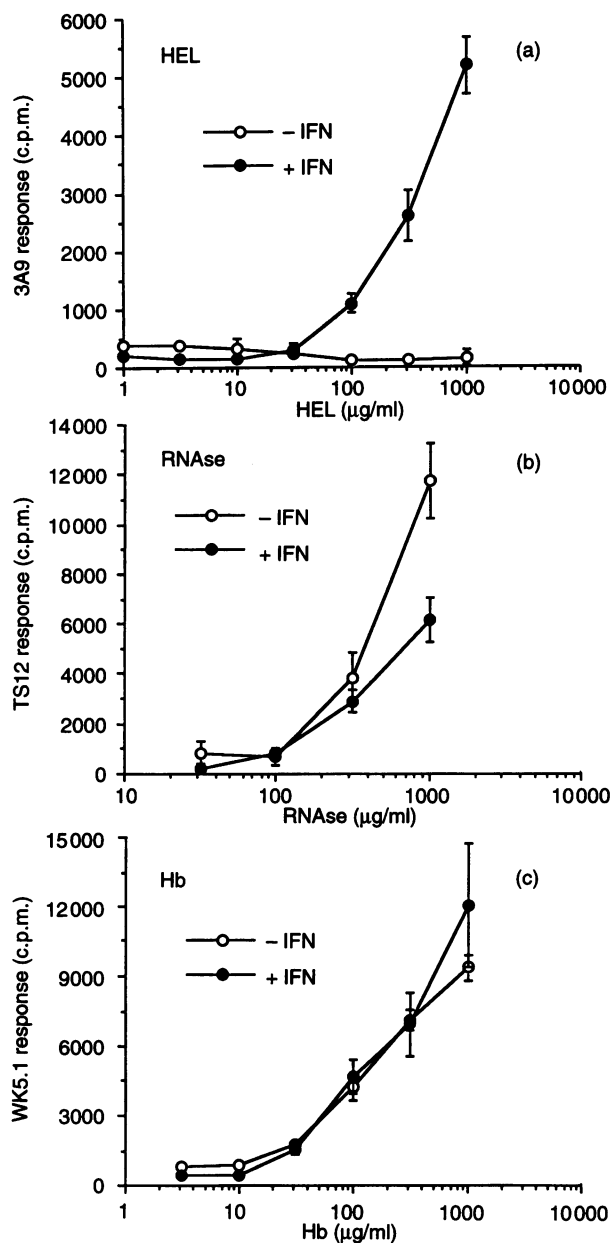 HEL
(a)
– IFN
+ IFN
3A9 response (c.p.m.)
6000
5000
4000
3000
2000
1000
0
1 10 100 1000 10000
HEL (µg/ml)
RNAse
(b)
– IFN
+ IFN
TS12 response (c.p.m.)
14000
12000
10000
8000
6000
4000
2000
0
10 100 1000 10000
RNAse (µg/ml)
Hb
(c)
– IFN
+ IFN
WK5.1 response (c.p.m.)
15000
12000
9000
6000
3000
0
1 10 100 1000 10000
Hb (µg/ml)